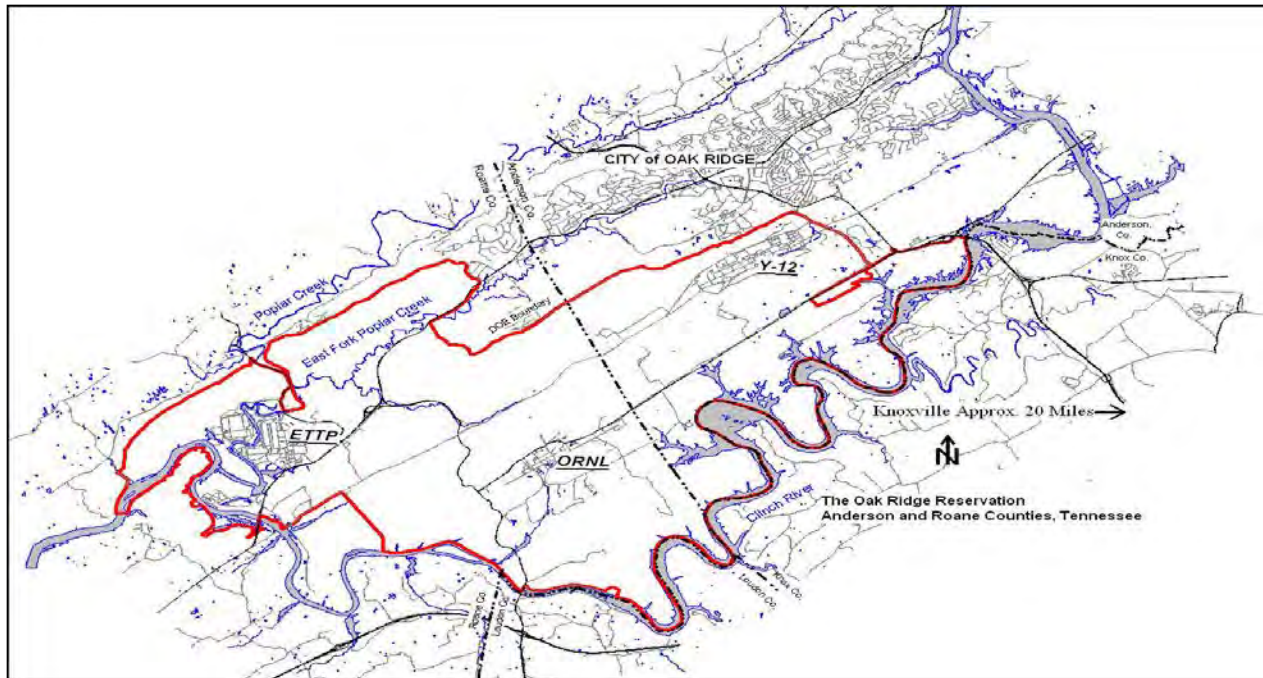 CITY of OAK RIDGE
Anderson Co.
Roane Co.
Anderson,
Co.
Knox Co.
Y-12
Poplar Creek
DOE Boundary
East Fork Poplar Creek
Knoxville Approx. 20 Miles
ETTP
ORNL
N
Clinch River
The Oak Ridge Reservation
Anderson and Roane Counties, Tennessee
Knox Co.
Louden Co.
Roane Co.
Louden Co.